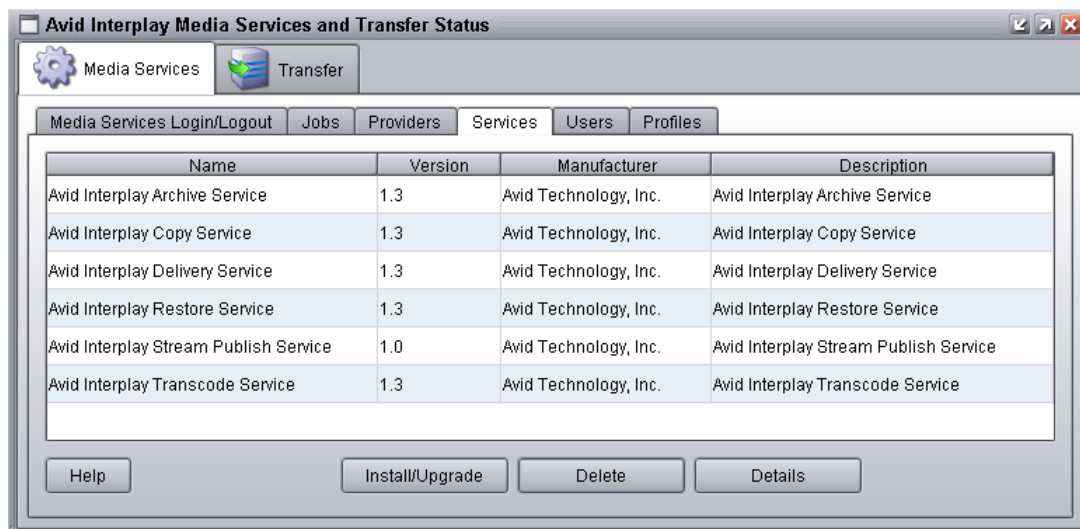 Avid Interplay Media Services and Transfer Status
Media Services Transfer
Media Services Login/Logout Jobs Providers Services Users Profiles
Name Version Manufacturer Description
Avid Interplay Archive Service 1.3 Avid Technology, Inc. Avid Interplay Archive Service
Avid Interplay Copy Service 1.3 Avid Technology, Inc. Avid Interplay Copy Service
Avid Interplay Delivery Service 1.3 Avid Technology, Inc. Avid Interplay Delivery Service
Avid Interplay Restore Service 1.3 Avid Technology, Inc. Avid Interplay Restore Service
Avid Interplay Stream Publish Service 1.0 Avid Technology, Inc. Avid Interplay Stream Publish Service
Avid Interplay Transcode Service 1.3 Avid Technology, Inc. Avid Interplay Transcode Service
Help Install/Upgrade Delete Details